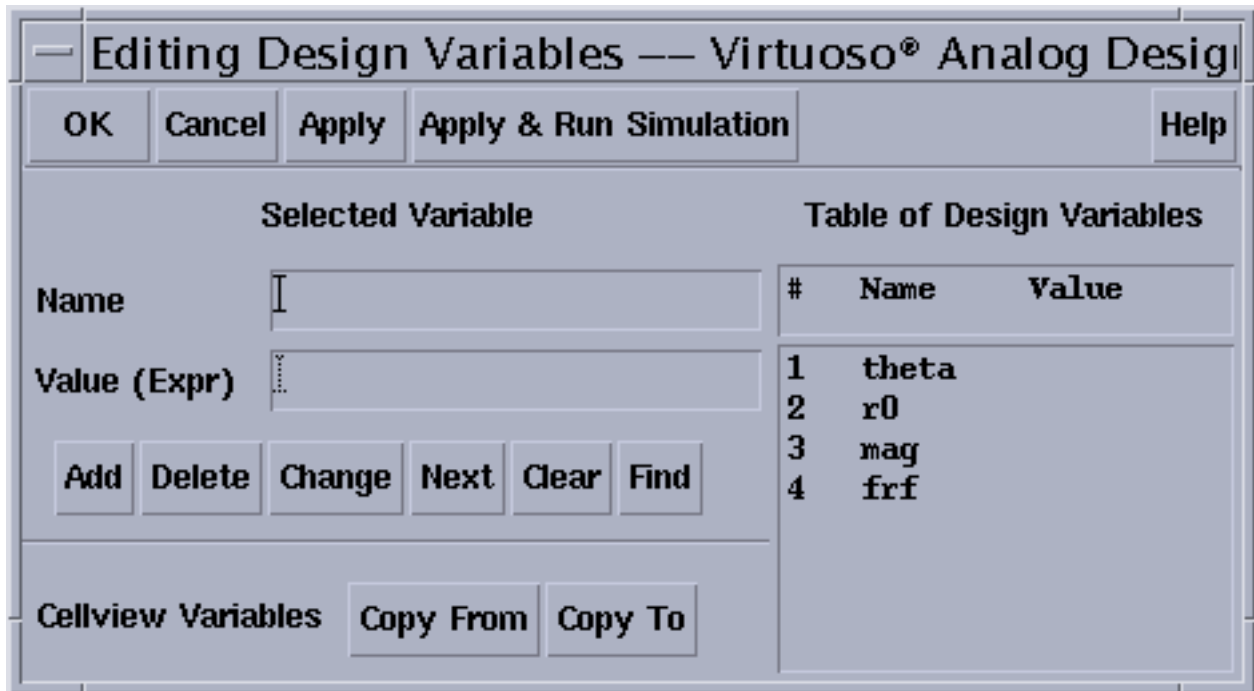 Editing Design Variables –– Virtuoso® Analog Desig
OK Cancel Apply Apply & Run Simulation Help
Selected Variable
Name
Value (Expr)
Add Delete Change Next Clear Find
Cellview Variables Copy From Copy To
Table of Design Variables
# Name Value
1 theta
2 r0
3 mag
4 frf